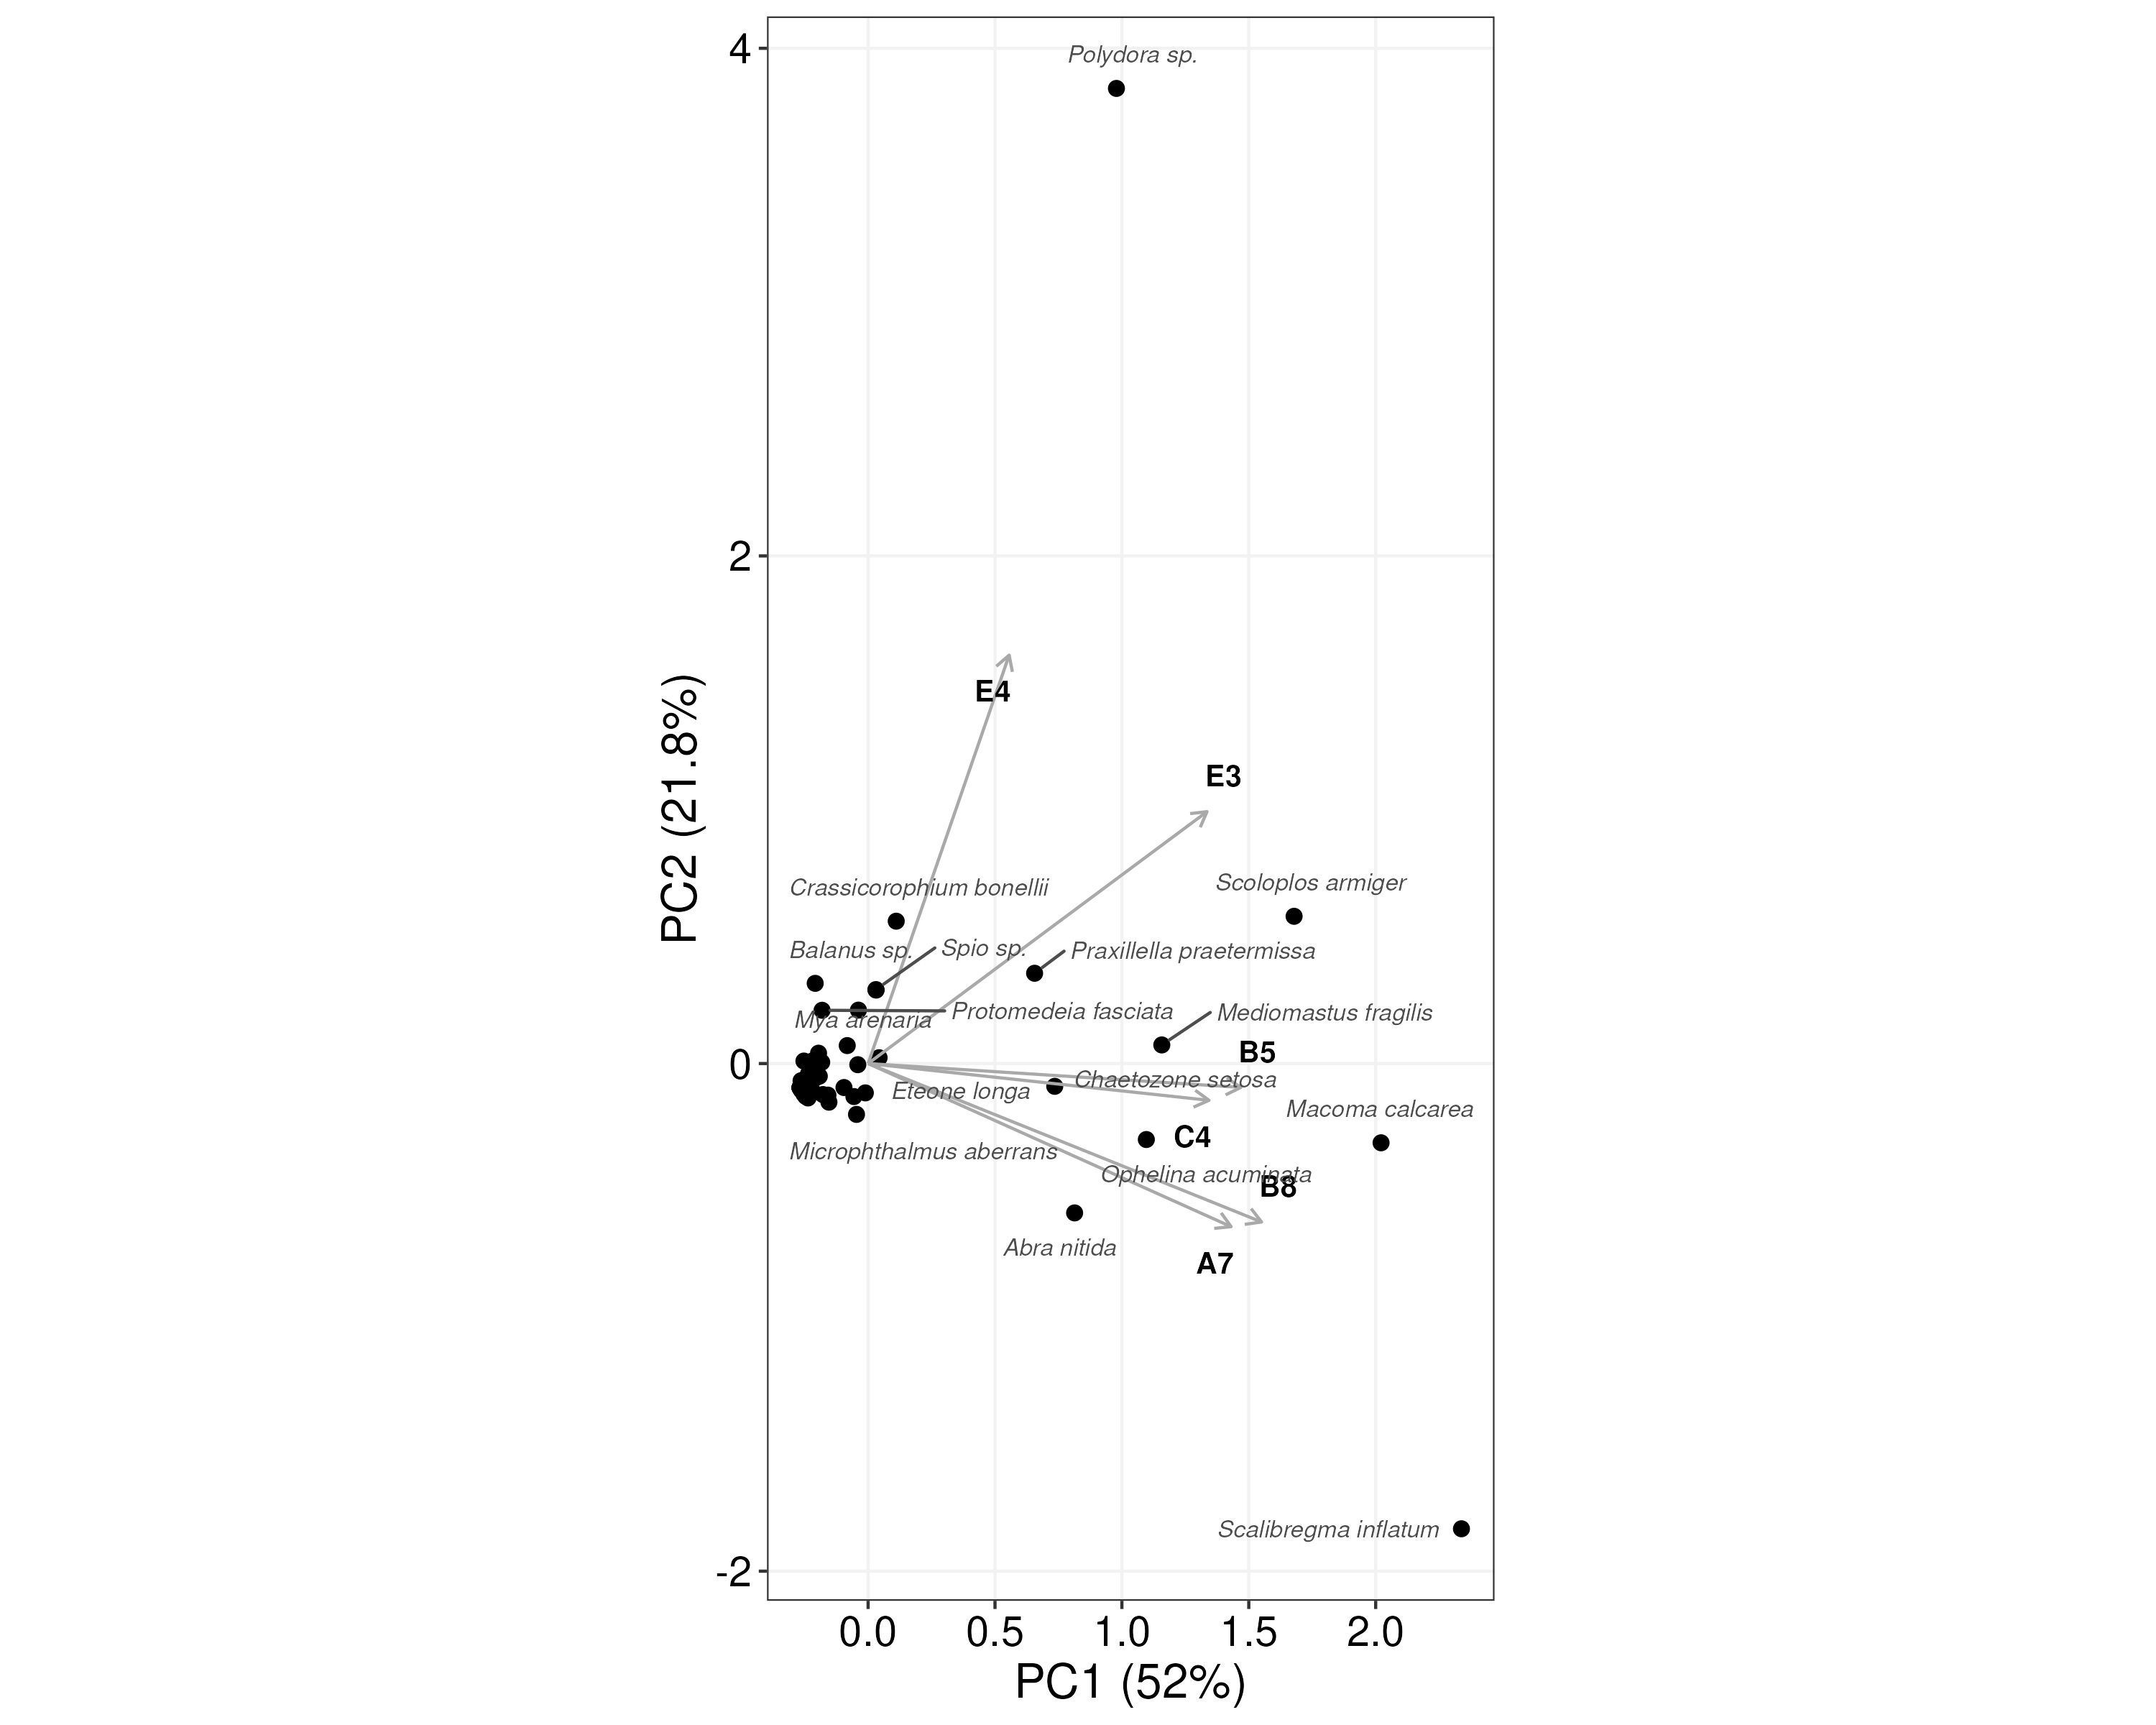 4
Polydora sp.
2
E4
E3
PC2 (21.8%)
Crassicorophium bonellii
Scoloplos armiger
Balanus sp.
Spio sp.
Praxillella praetermissa
Mya arenaria
Protomedeia fasciata
Mediomastus fragilis
0
B5
Eteone longa
Chaetozone setosa
Macoma calcarea
C4
Microphthalmus aberrans
Ophelina acuminata
B8
Abra nitida
A7
Scalibregma inflatum
-2
0.0 0.5 1.0 1.5 2.0
PC1 (52%)